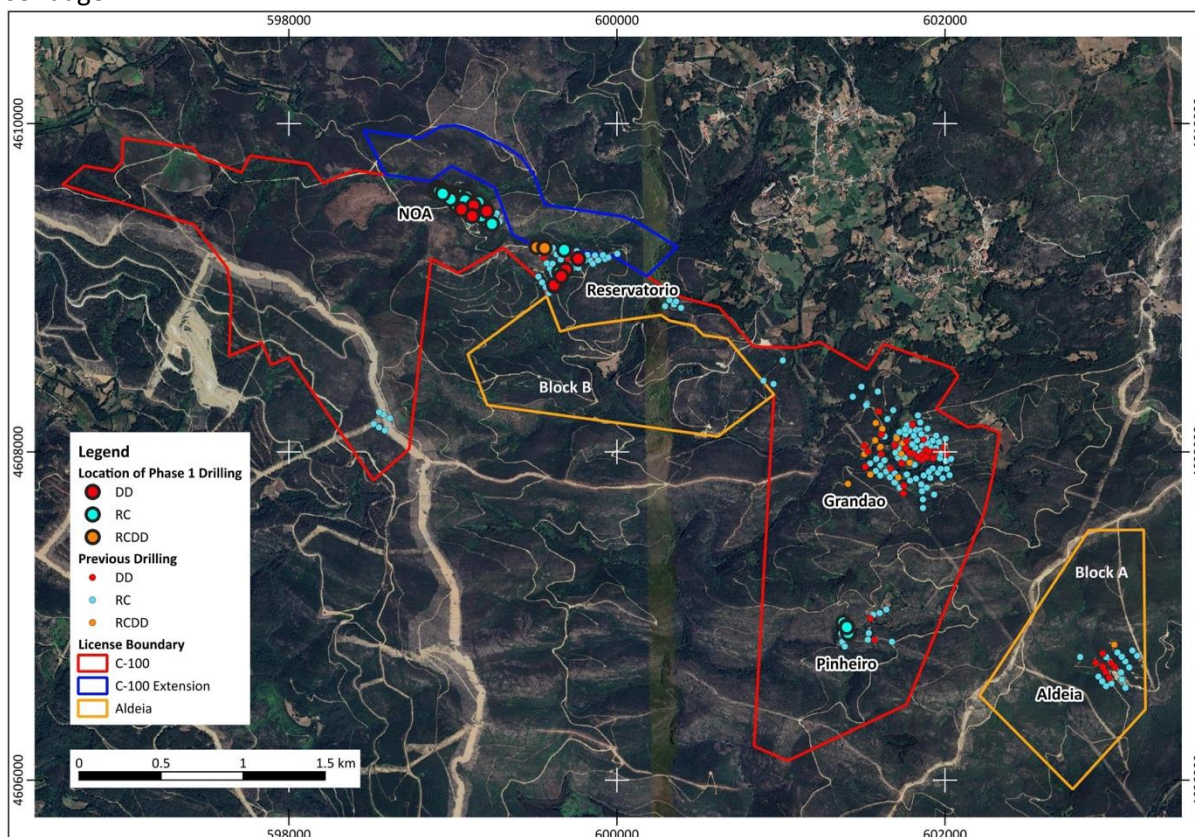 598000
600000
602000
4610000
NOA
Reservatorio
Block B
4608000
Legend
Location of Phase 1 Drilling
DD
RC
RCDD
Previous Drilling
DD
RC
RCDD
License Boundary
C-100
C-100 Extension
Aldeia
Grandao
Block A
Pinheiro
Aldeia
0 0.5 1 1.5 km
4606000
598000
600000
602000